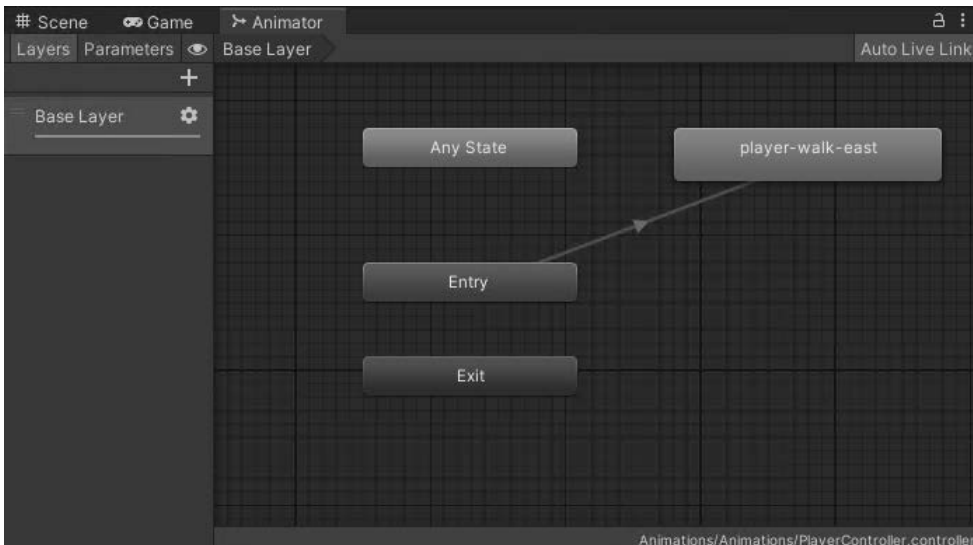 Scene Game Animator
Layers Parameters Base Layer Auto Live Link
Base Layer
Any State player-walk-east
Entry
Exit
Animations/Animations/PlayerController.controller